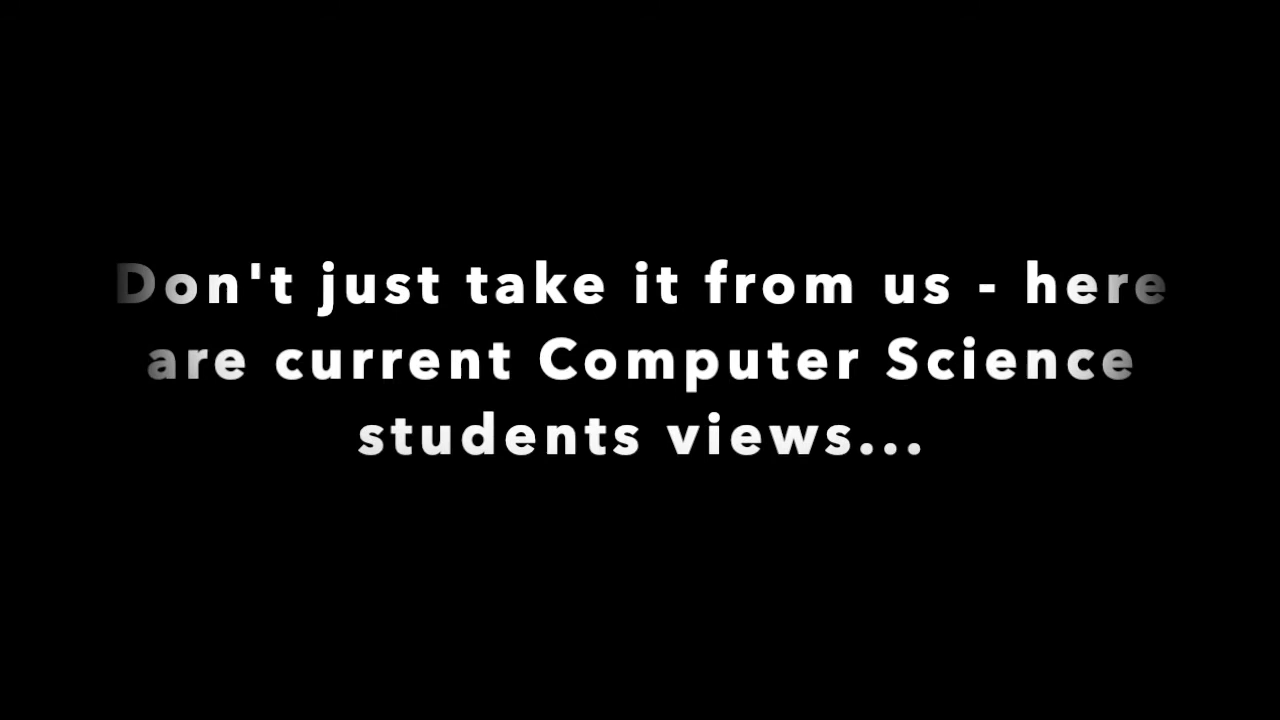 Don't just take it from us - here
are current Computer Science
students views...